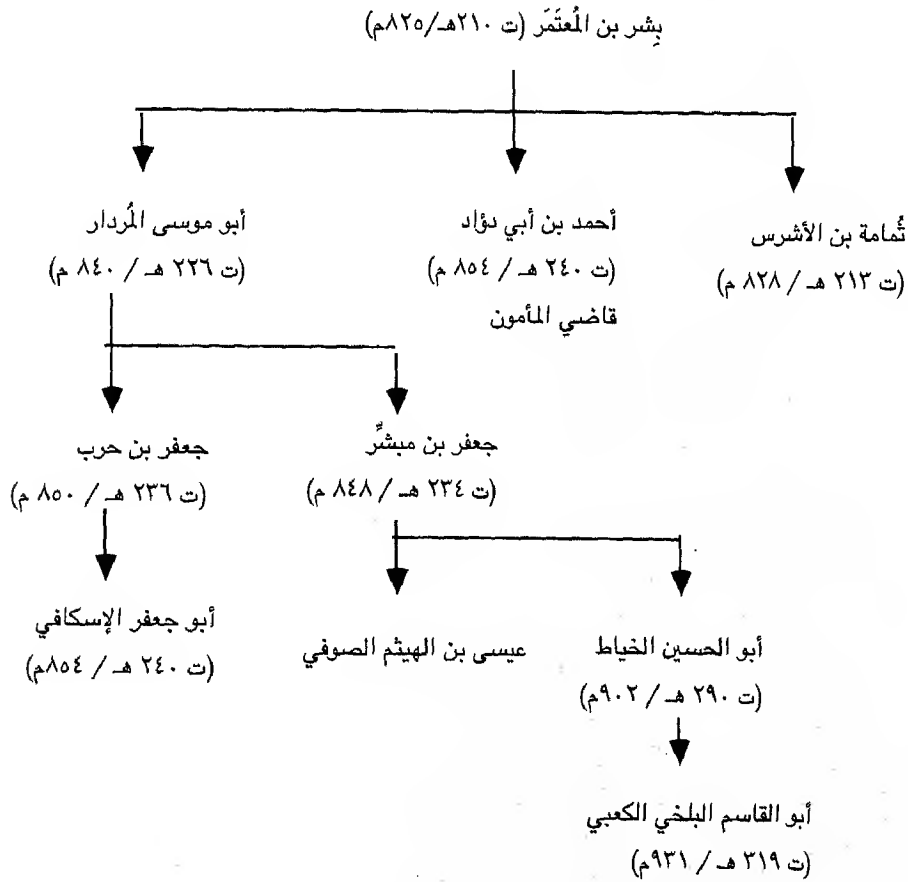 بِشر بن المُعتَمَر (ت ٢١٠هـ/٨٢٥م)
ثُمامة بن الأشرس
(ت ٢١٣ هـ / ٨٢٨ م)
أحمد بن أبي دؤاد
(ت ٢٤٠ هـ / ٨٥٤ م)
قاضي المأمون
أبو موسى المُردار
(ت ٢٢٦ هـ / ٨٤٠ م)
جعفر بن مبشرِّ
(ت ٢٣٤ هـ / ٨٤٨ م)
جعفر بن حرب
(ت ٢٣٦ هـ / ٨٥٠ م)
أبو الحسين الخياط
(ت ٢٩٠ هـ / ٩٠٢م)
عيسى بن الهيثم الصوفي
أبو جعفر الإسكافي
(ت ٢٤٠ هـ / ٨٥٤م)
أبو القاسم البلخي الكعبي
(ت ٣١٩ هـ / ٩٣١م)